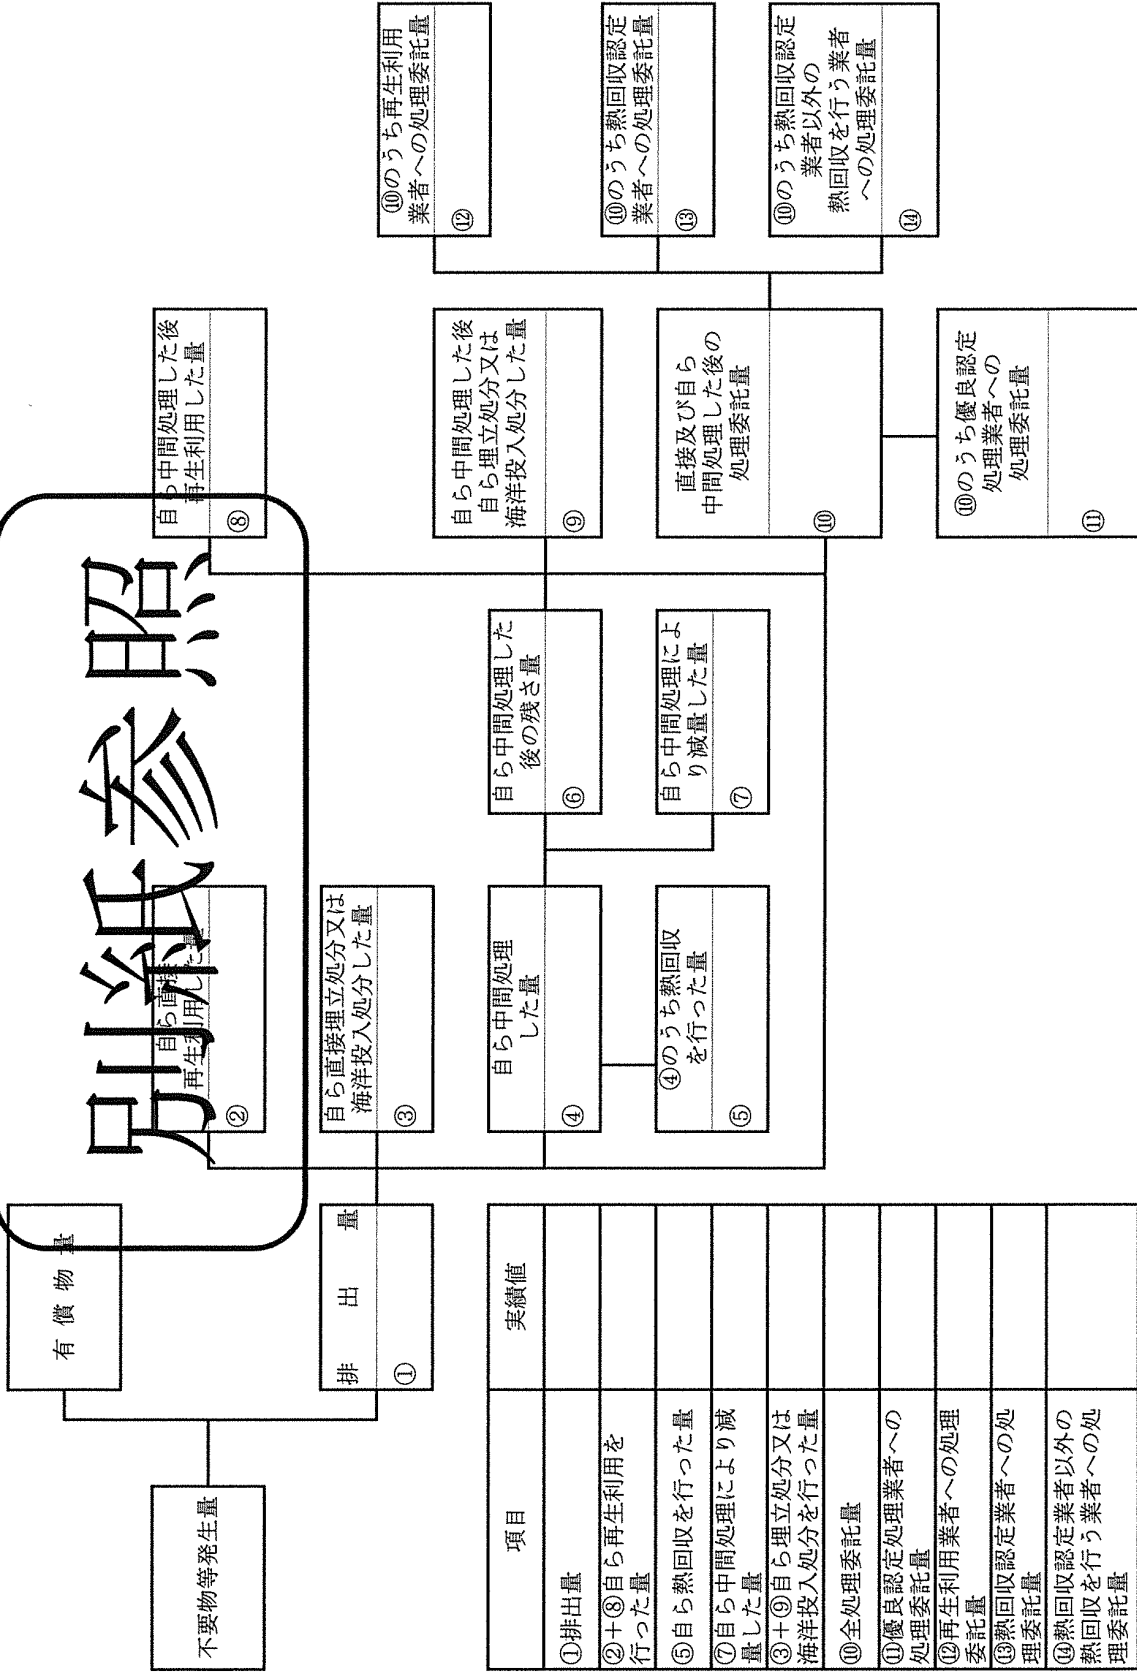 別紙参照
不要物等発生量
有償物量
排出量
①
自ら直接
再生利用した量
②
自ら直接埋立処分又は
海洋投入処分した量
③
自ら中間処理
した量
④
④のうち熱回収
を行った量
⑤
自ら中間処理した
後の残さ量
⑥
自ら中間処理によ
り減量した量
⑦
自ら中間処理した後
再生利用した量
⑧
自ら中間処理した後
自ら埋立処分又は
海洋投入処分した量
⑨
直接及び自ら
中間処理した後の
処理委託量
⑩
⑩のうち優良認定
処理業者への
処理委託量
⑪
⑩のうち再生利用
業者への処理委託量
⑫
⑩のうち熱回収認定
業者への処理委託量
⑬
⑩のうち熱回収認定
業者以外の
熱回収を行う業者
への処理委託量
⑭
項目 実績値
①排出量
②+⑧自ら再生利用を
行った量
⑤自ら熱回収を行った量
⑦自ら中間処理により減
量した量
③+⑨自ら埋立処分又は
海洋投入処分を行った量
⑩全処理委託量
⑪優良認定処理業者への
処理委託量
⑫再生利用業者への処理
委託量
⑬熱回収認定業者への処
理委託量
⑭熱回収認定業者以外の
熱回収を行う業者への処
理委託量